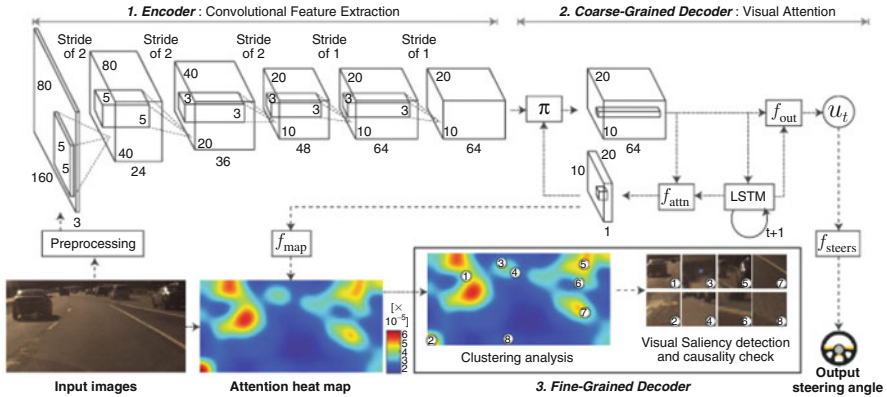 1. Encoder : Convolutional Feature Extraction
2. Coarse-Grained Decoder : Visual Attention
Stride of 2
Stride of 2
Stride of 2
Stride of 1
Stride of 1
80
160
3
5
5
80
40
24
5
5
40
20
36
3
3
20
10
48
3
3
20
10
64
3
3
20
10
64
π
20
10
64
f_out
u_t
10
20
1
f_attn
LSTM
t+1
Preprocessing
f_map
f_steers
[×
10⁻⁵]
6
5
4
3
2
1
2
3
4
5
6
7
8
Clustering analysis
1
3
5
7
2
4
6
8
Visual Saliency detection
and causality check
Input images
Attention heat map
3. Fine-Grained Decoder
Output
steering angle